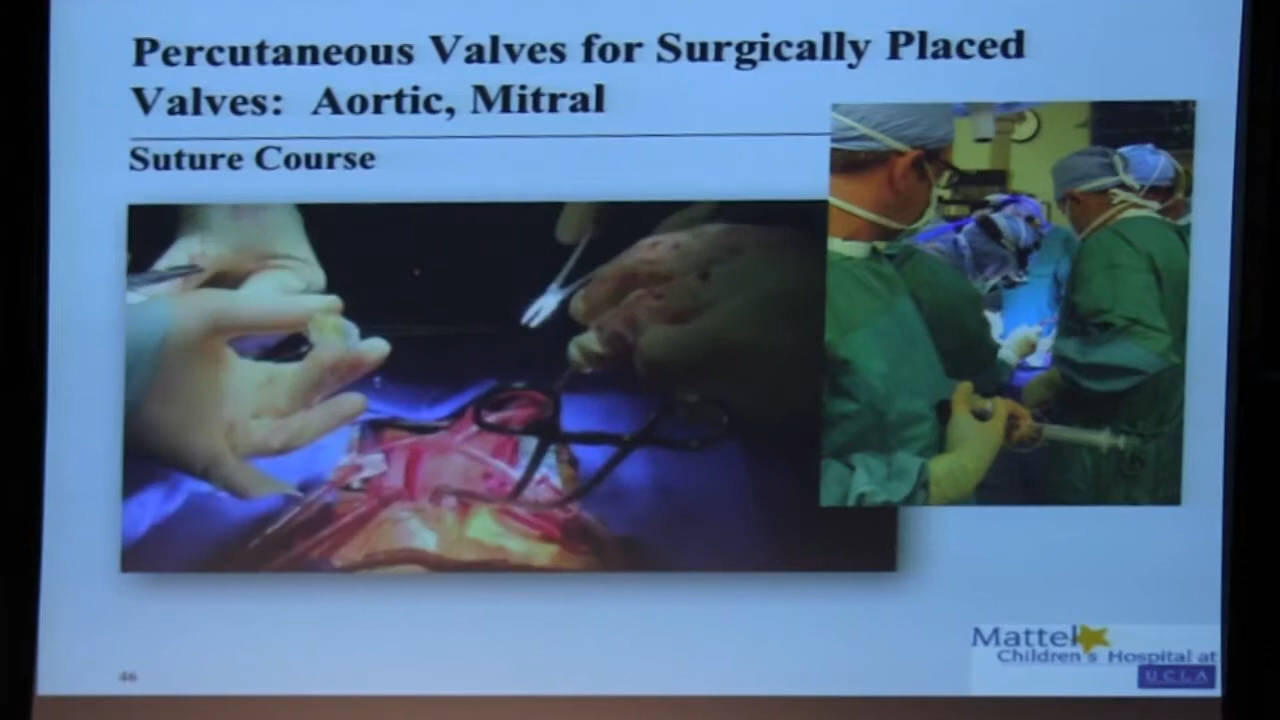 Percutaneous Valves for Surgically Placed
Valves: Aortic, Mitral
Suture Course
Mattel
Children's Hospital at
UCLA
46